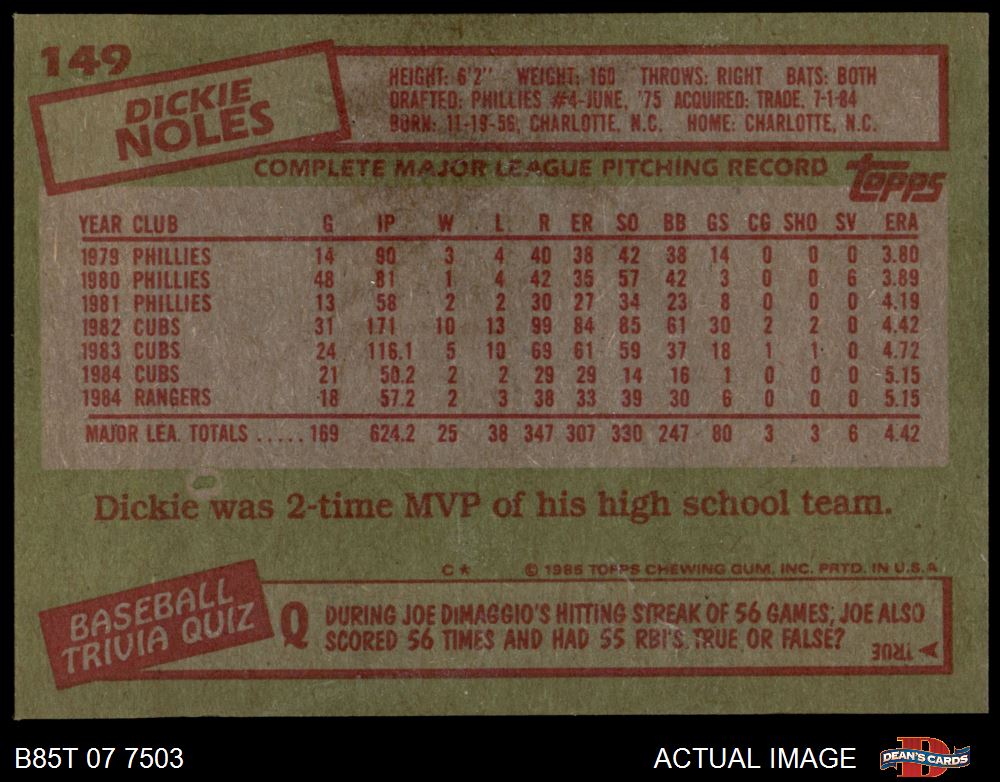 149
DICKIE
NOLES
HEIGHT: 6'2" WEIGHT: 160 THROWS: RIGHT BATS: BOTH
DRAFTED: PHILLIES #4-JUNE, '75 ACQUIRED: TRADE, 7-1-84
BORN: 11-19-56, CHARLOTTE, N.C. HOME: CHARLOTTE, N.C.
COMPLETE MAJOR LEAGUE PITCHING RECORD
topps
YEAR CLUB G IP W L R ER SO BB GS CG SHO SV ERA
1979 PHILLIES 14 90 3 4 40 38 42 38 14 0 0 0 3.80
1980 PHILLIES 48 81 1 4 42 35 57 42 3 0 0 6 3.89
1981 PHILLIES 13 58 2 2 30 27 34 23 8 0 0 0 4.19
1982 CUBS 31 171 10 13 99 84 85 61 30 2 2 0 4.42
1983 CUBS 24 116.1 5 10 69 61 59 37 18 1 1 0 4.72
1984 CUBS 21 50.2 2 2 29 29 14 16 1 0 0 0 5.15
1984 RANGERS 18 57.2 2 3 38 33 39 30 6 0 0 0 5.15
MAJOR LEA. TOTALS ..... 169 624.2 25 38 347 307 330 247 80 3 3 6 4.42
Dickie was 2-time MVP of his high school team.
C* © 1985 TOPPS CHEWING GUM, INC. PRTD. IN U.S.A.
BASEBALL
TRIVIA QUIZ
Q DURING JOE DiMAGGIO'S HITTING STREAK OF 56 GAMES, JOE ALSO
SCORED 56 TIMES AND HAD 55 RBI'S. TRUE OR FALSE?
A TRUE
B85T 07 7503
ACTUAL IMAGE
D
DEAN'S CARDS